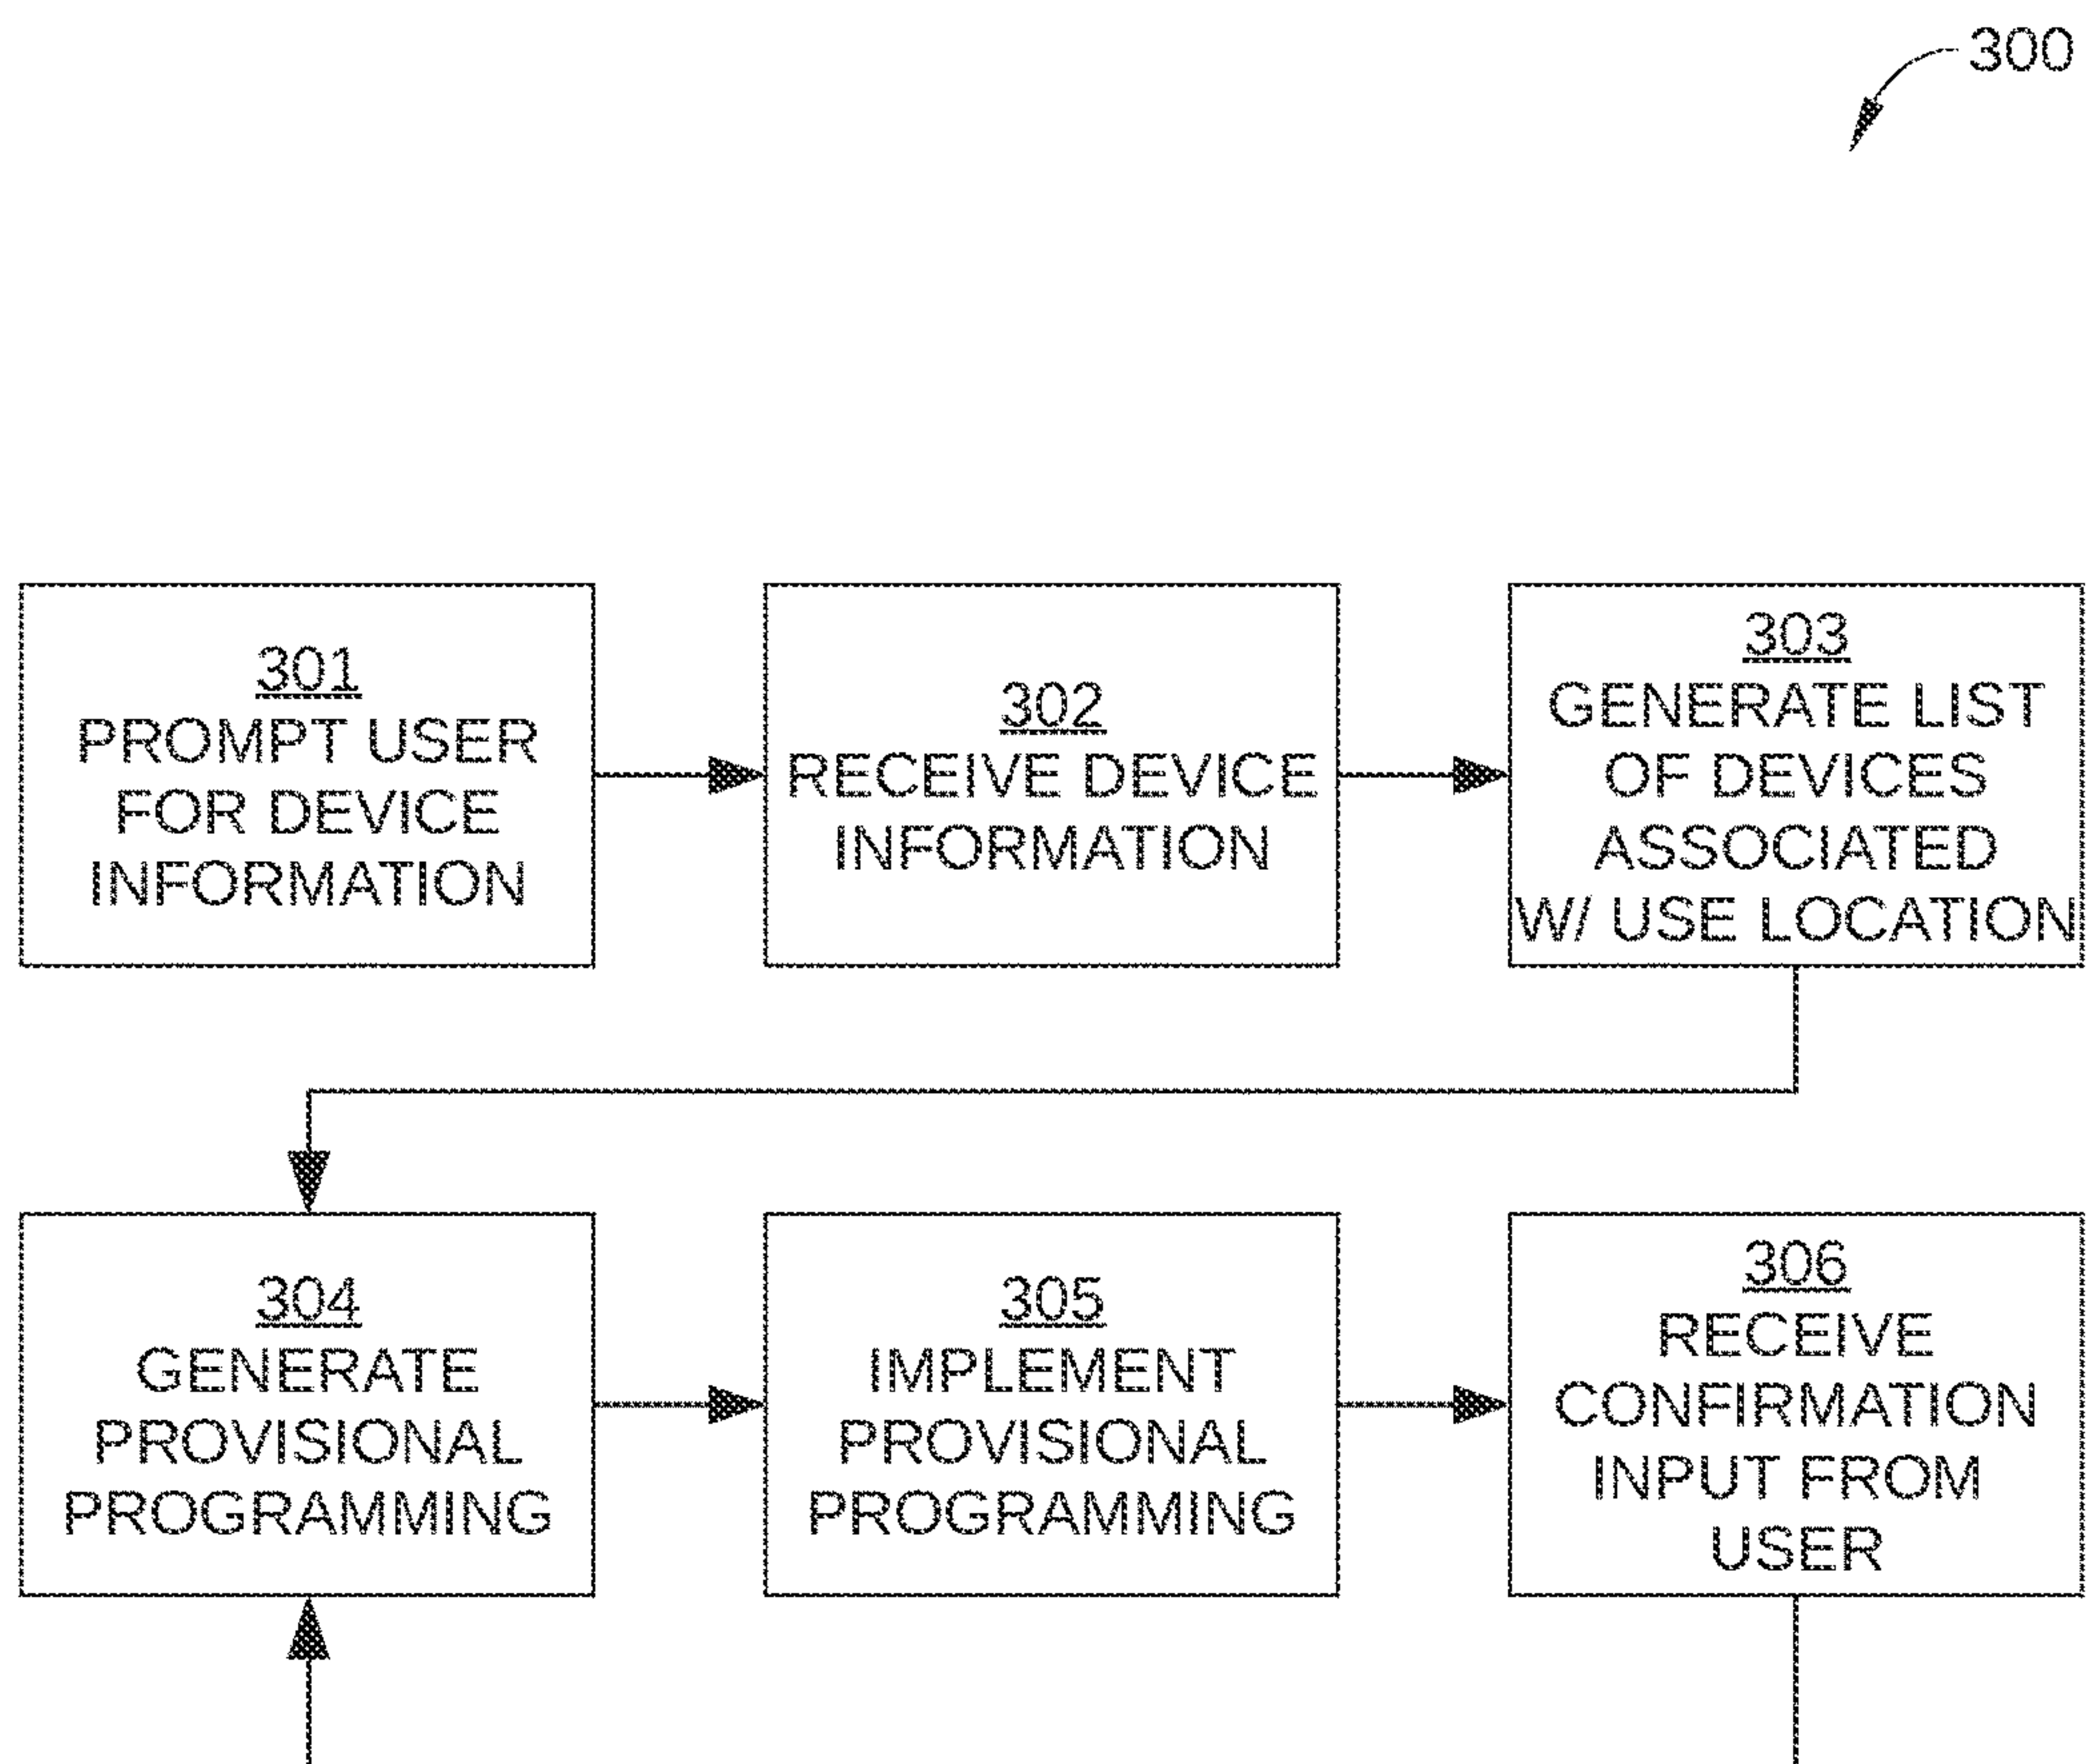 300
301
PROMPT USER
FOR DEVICE
INFORMATION
302
RECEIVE DEVICE
INFORMATION
303
GENERATE LIST
OF DEVICES
ASSOCIATED
W/ USE LOCATION
304
GENERATE
PROVISIONAL
PROGRAMMING
305
IMPLEMENT
PROVISIONAL
PROGRAMMING
306
RECEIVE
CONFIRMATION
INPUT FROM
USER